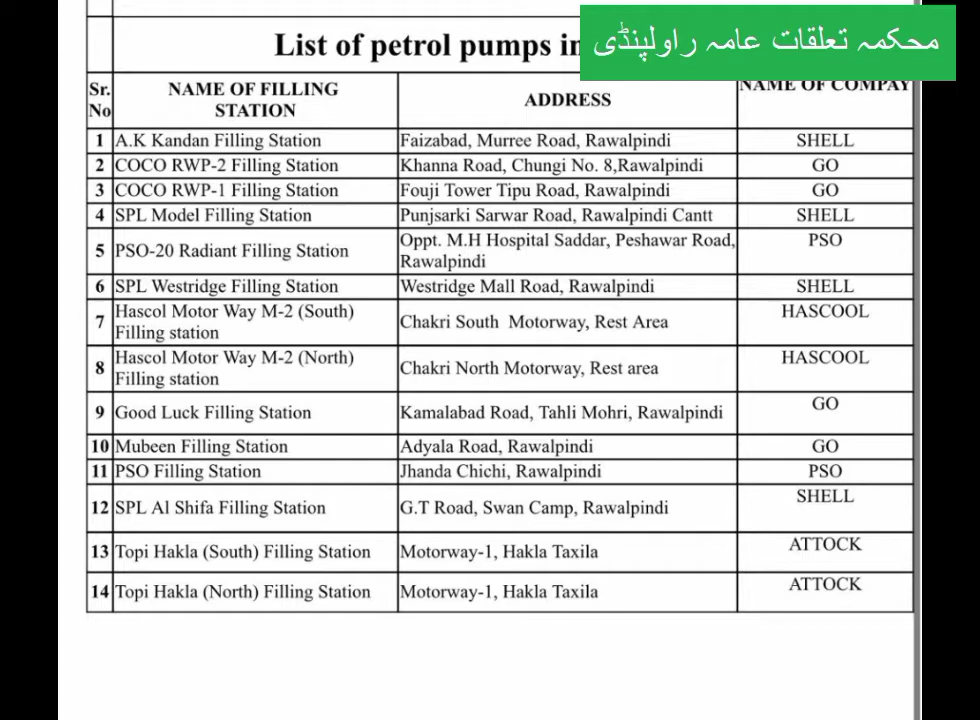 محکمہ تعلقات عامہ راولپنڈی
List of petrol pumps in
Sr. No NAME OF FILLING STATION ADDRESS NAME OF COMPAY
1 A.K Kandan Filling Station Faizabad, Murree Road, Rawalpindi SHELL
2 COCO RWP-2 Filling Station Khanna Road, Chungi No. 8,Rawalpindi GO
3 COCO RWP-1 Filling Station Fouji Tower Tipu Road, Rawalpindi GO
4 SPL Model Filling Station Punjsarki Sarwar Road, Rawalpindi Cantt SHELL
5 PSO-20 Radiant Filling Station Oppt. M.H Hospital Saddar, Peshawar Road, Rawalpindi PSO
6 SPL Westridge Filling Station Westridge Mall Road, Rawalpindi SHELL
7 Hascol Motor Way M-2 (South) Filling station Chakri South Motorway, Rest Area HASCOOL
8 Hascol Motor Way M-2 (North) Filling station Chakri North Motorway, Rest area HASCOOL
9 Good Luck Filling Station Kamalabad Road, Tahli Mohri, Rawalpindi GO
10 Mubeen Filling Station Adyala Road, Rawalpindi GO
11 PSO Filling Station Jhanda Chichi, Rawalpindi PSO
12 SPL Al Shifa Filling Station G.T Road, Swan Camp, Rawalpindi SHELL
13 Topi Hakla (South) Filling Station Motorway-1, Hakla Taxila ATTOCK
14 Topi Hakla (North) Filling Station Motorway-1, Hakla Taxila ATTOCK